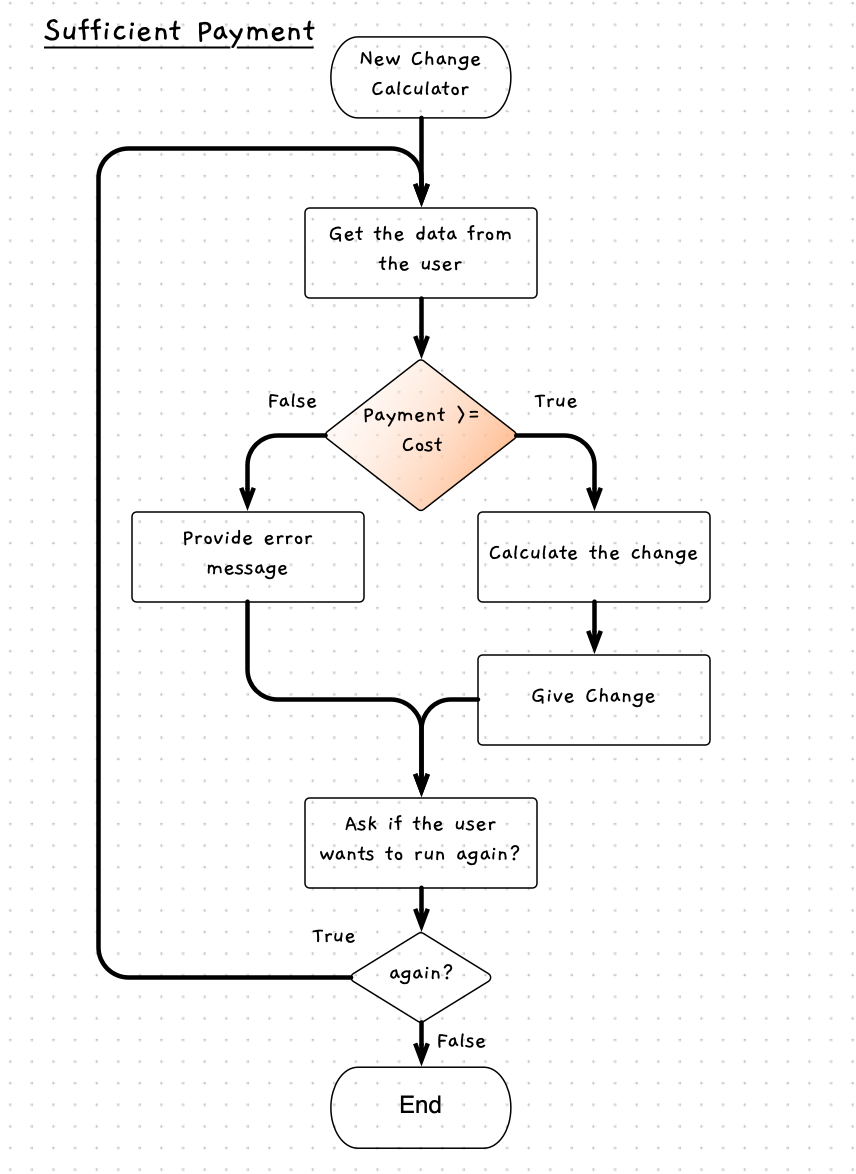 Sufficient Payment
New Change
Calculator
Get the data from
the user
False
True
Payment >=
Cost
Provide error
message
Calculate the change
Give Change
Ask if the user
wants to run again?
True
again?
False
End